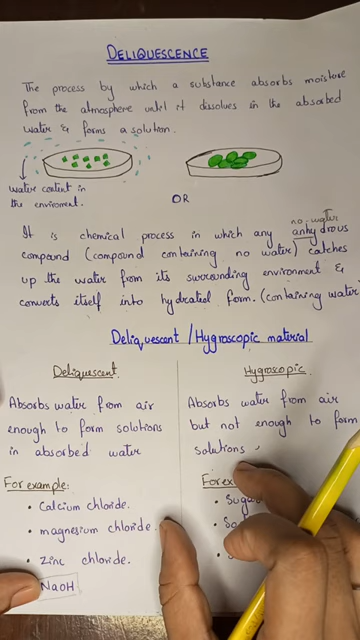 DELIQUESCENCE
The process by which a substance absorbs moisture
from the atmosphere until it dissolves in the absorbed
water & forms a solution.
water content in
the enviroment.
OR
no water
It is chemical process in which any anhydrous
compound (compound containing no water) catches
up the water from its surrounding environment &
converts itself into hydrated form. (containing water)
Deliquescent / Hygroscopic material
Deliquescent
Absorbs water from air
enough to form solutions
in absorbed water
For example:
• Calcium chloride.
• magnesium chloride.
• Zinc chloride.
NaOH
Hygroscopic
Absorbs water from air
but not enough to form
solutions.
For ex